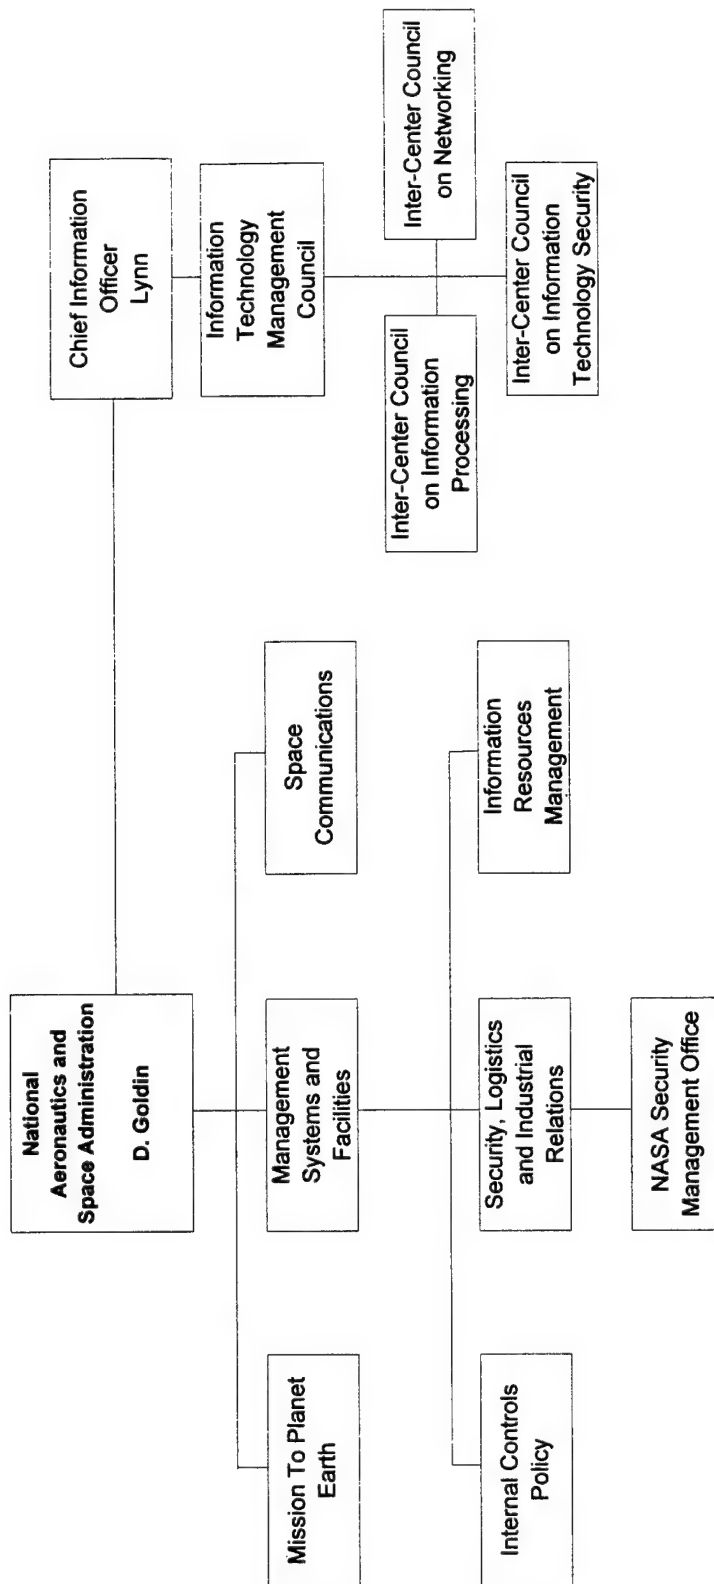 National
Aeronautics and
Space Administration
D. Goldin
Chief Information
Officer
Lynn
Information
Technology
Management
Council
Inter-Center Council
on Information
Processing
Inter-Center Council
on Networking
Inter-Center Council
on Information
Technology Security
Mission To Planet
Earth
Management
Systems and
Facilities
Space
Communications
Internal Controls
Policy
Security, Logistics
and Industrial
Relations
Information
Resources
Management
NASA Security
Management Office